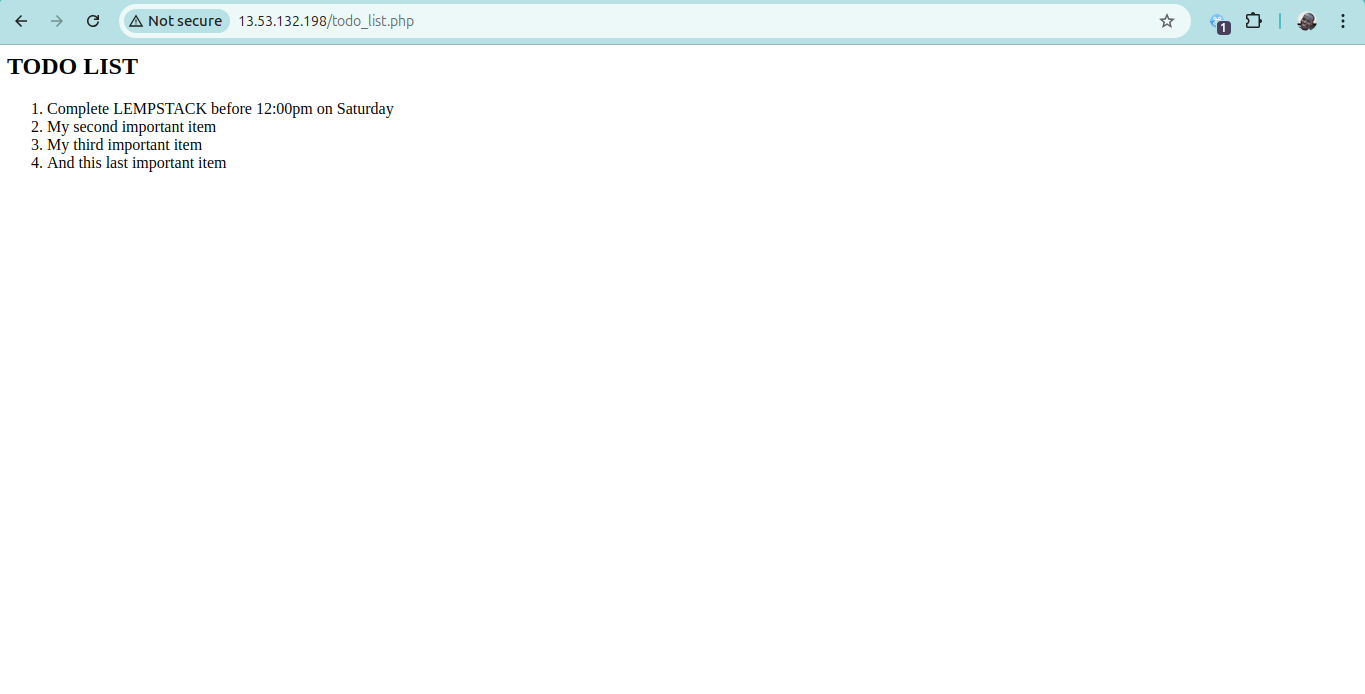 Not secure 13.53.132.198/todo_list.php
1
TODO LIST
1. Complete LEMPSTACK before 12:00pm on Saturday
2. My second important item
3. My third important item
4. And this last important item